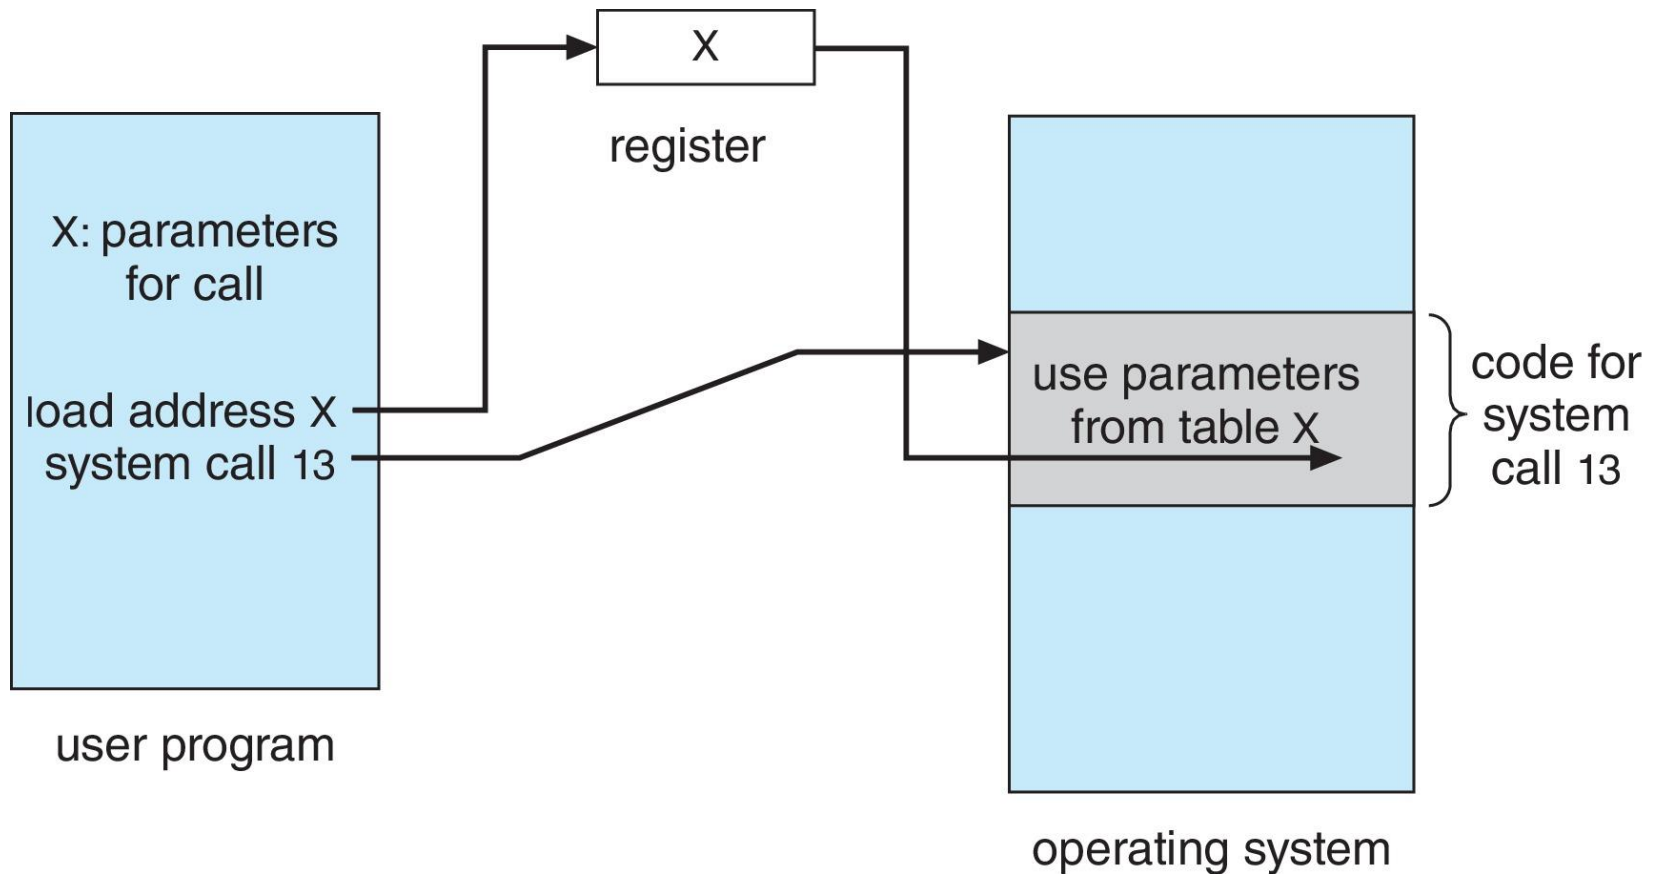 X
register
X: parameters
for call
load address X
system call 13
user program
use parameters
from table X
code for
system
call 13
operating system